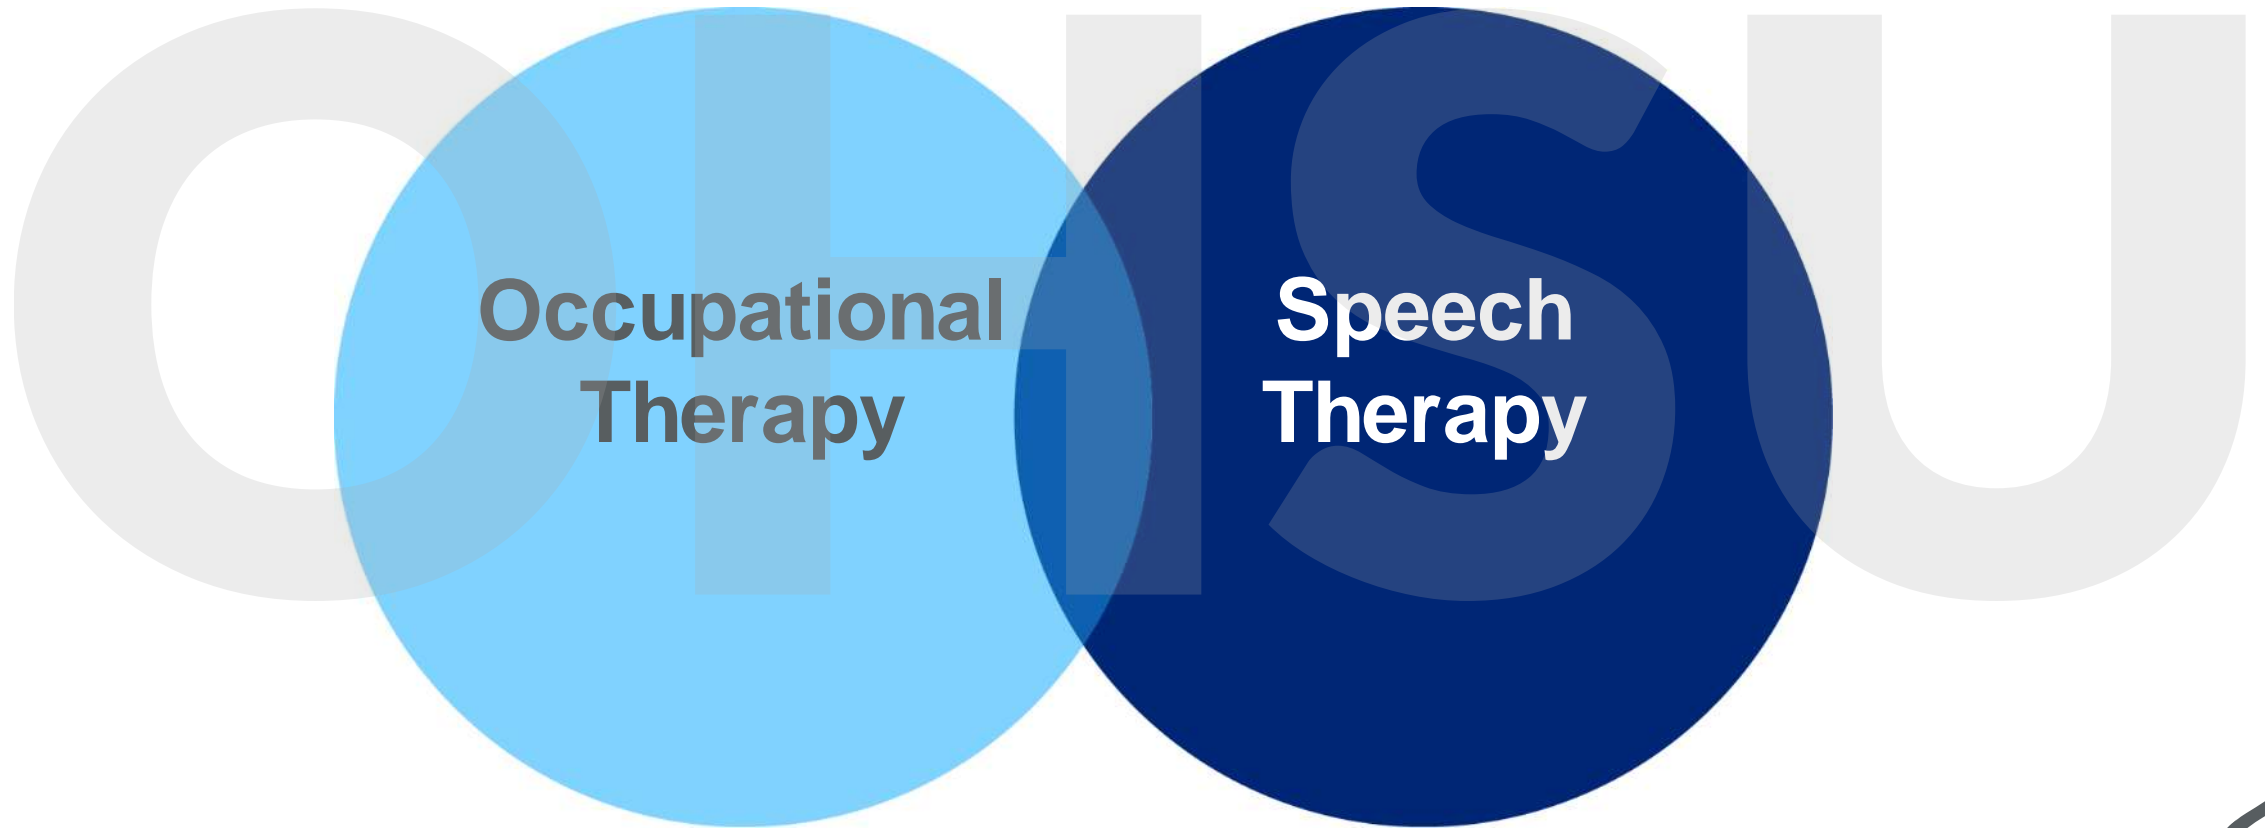 OHSU
Occupational
Therapy
Speech
Therapy